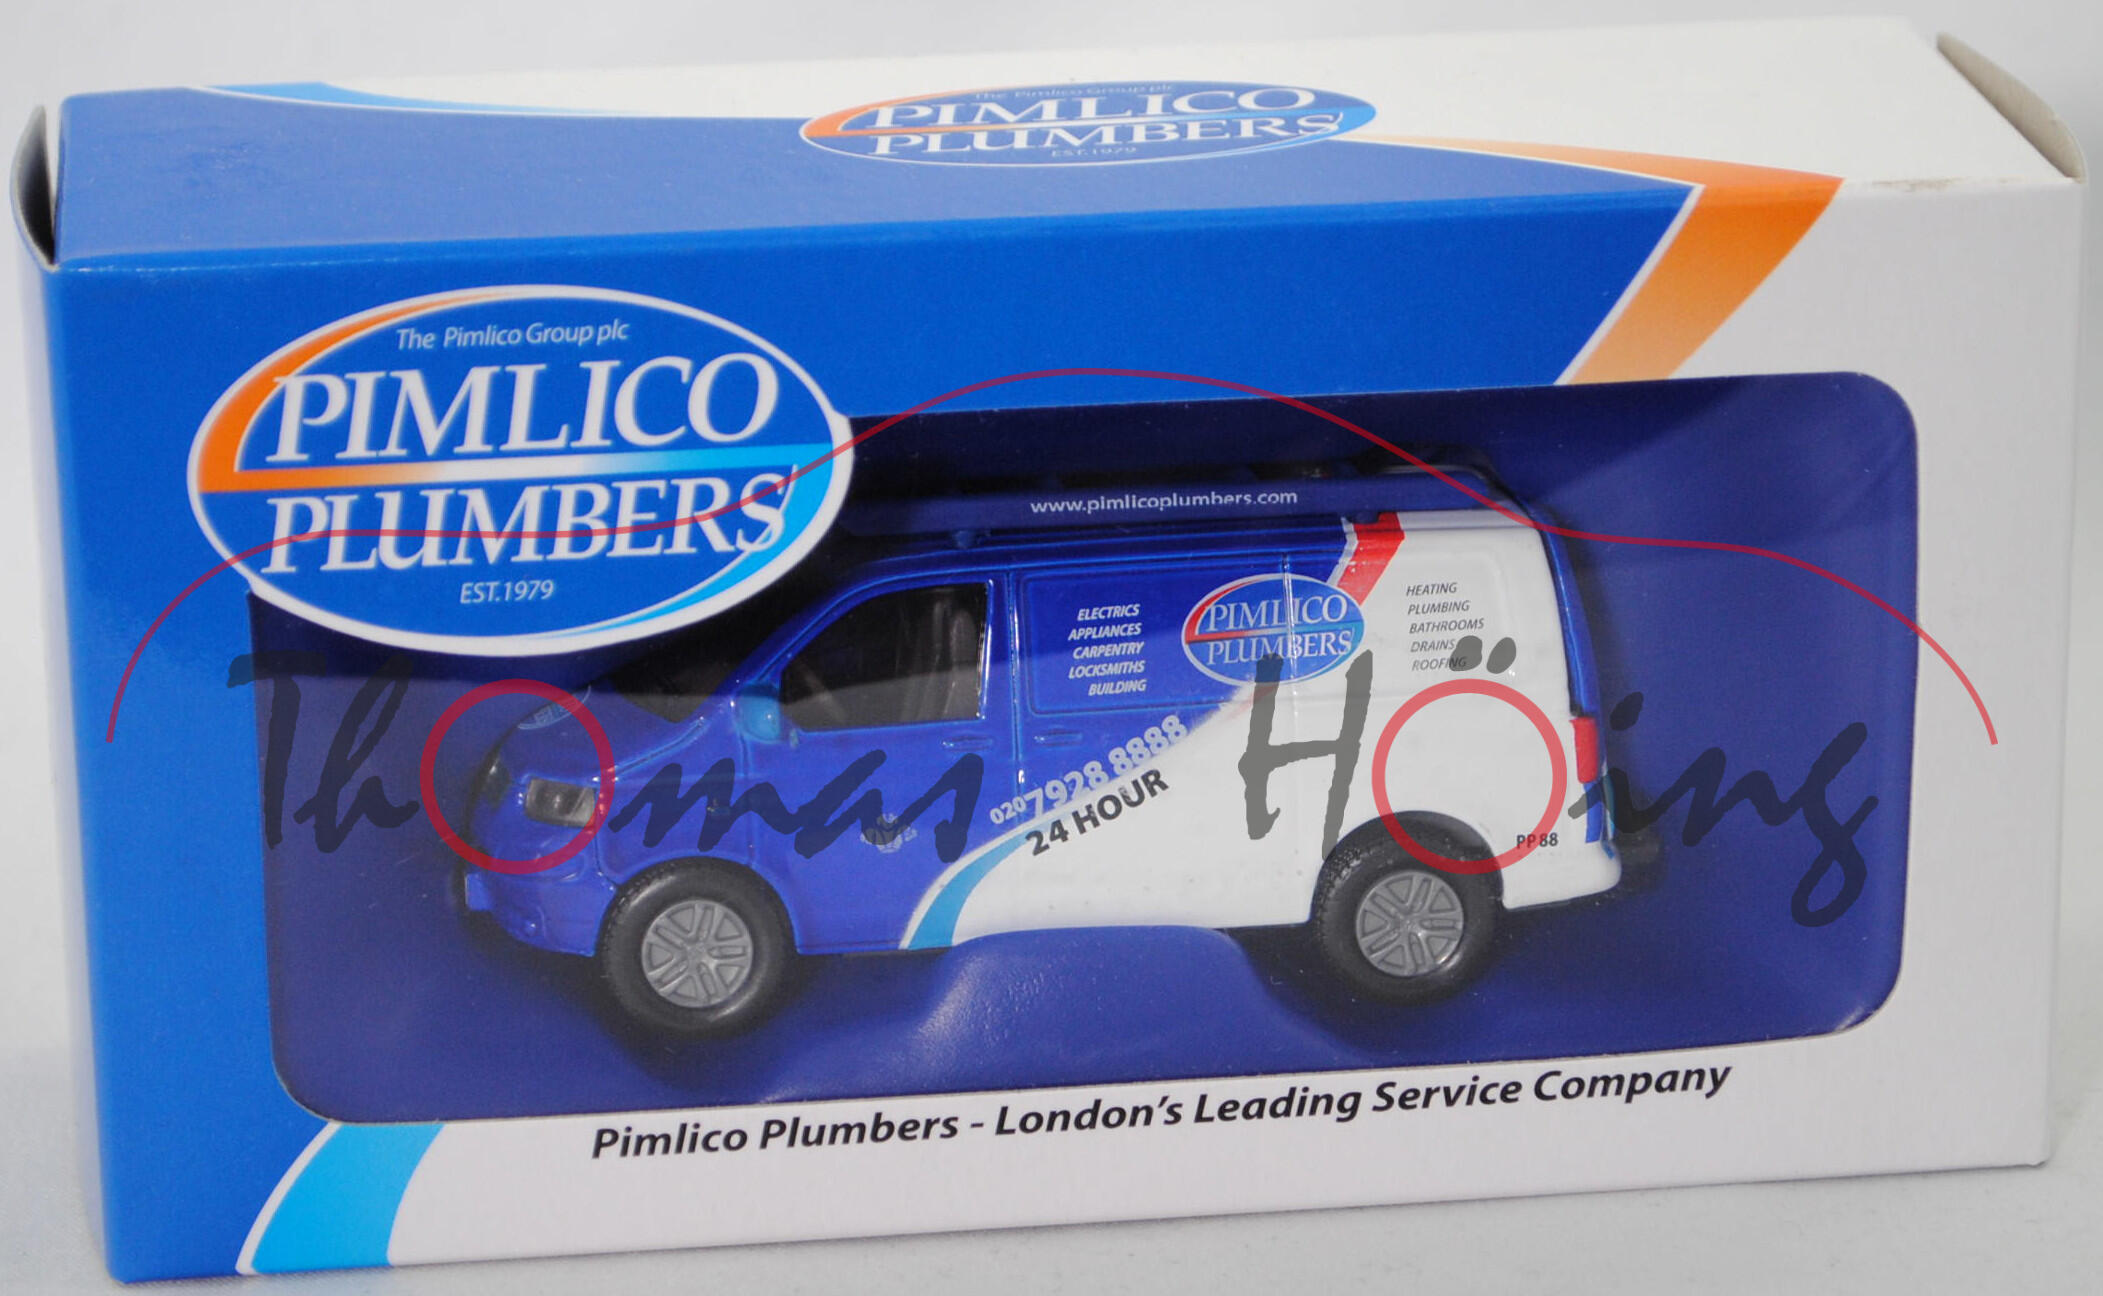 The Pimlico Group plc
PIMLICO
PLUMBERS
EST.1979
The Pimlico Group plc
PIMLICO
PLUMBERS
EST.1979
www.pimlicoplumbers.com
ELECTRICS
APPLIANCES
CARPENTRY
LOCKSMITHS
BUILDING
PIMLICO
PLUMBERS
HEATING
PLUMBING
BATHROOMS
DRAINS
ROOFING
020 7928 8888
24 HOUR
PP 88
Thomas Höing
Pimlico Plumbers - London's Leading Service Company